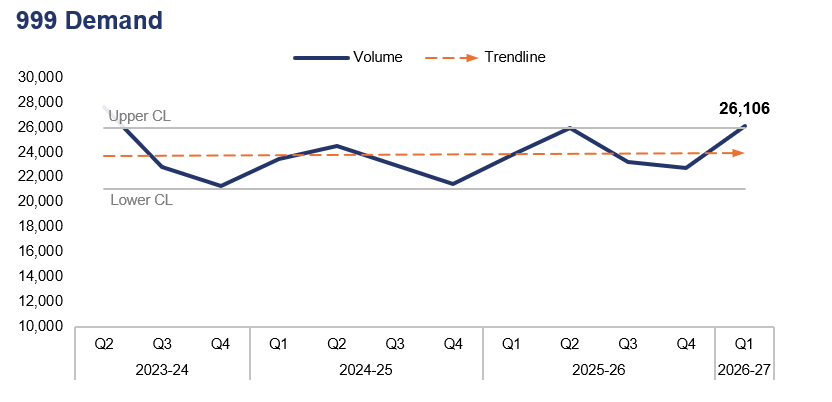 999 Demand
Volume Trendline
30,000
28,000
26,000
24,000
22,000
20,000
18,000
16,000
14,000
12,000
10,000
Upper CL
Lower CL
26,106
Q2 Q3 Q4 Q1 Q2 Q3 Q4 Q1 Q2 Q3 Q4 Q1
2023-24 2024-25 2025-26 2026-27